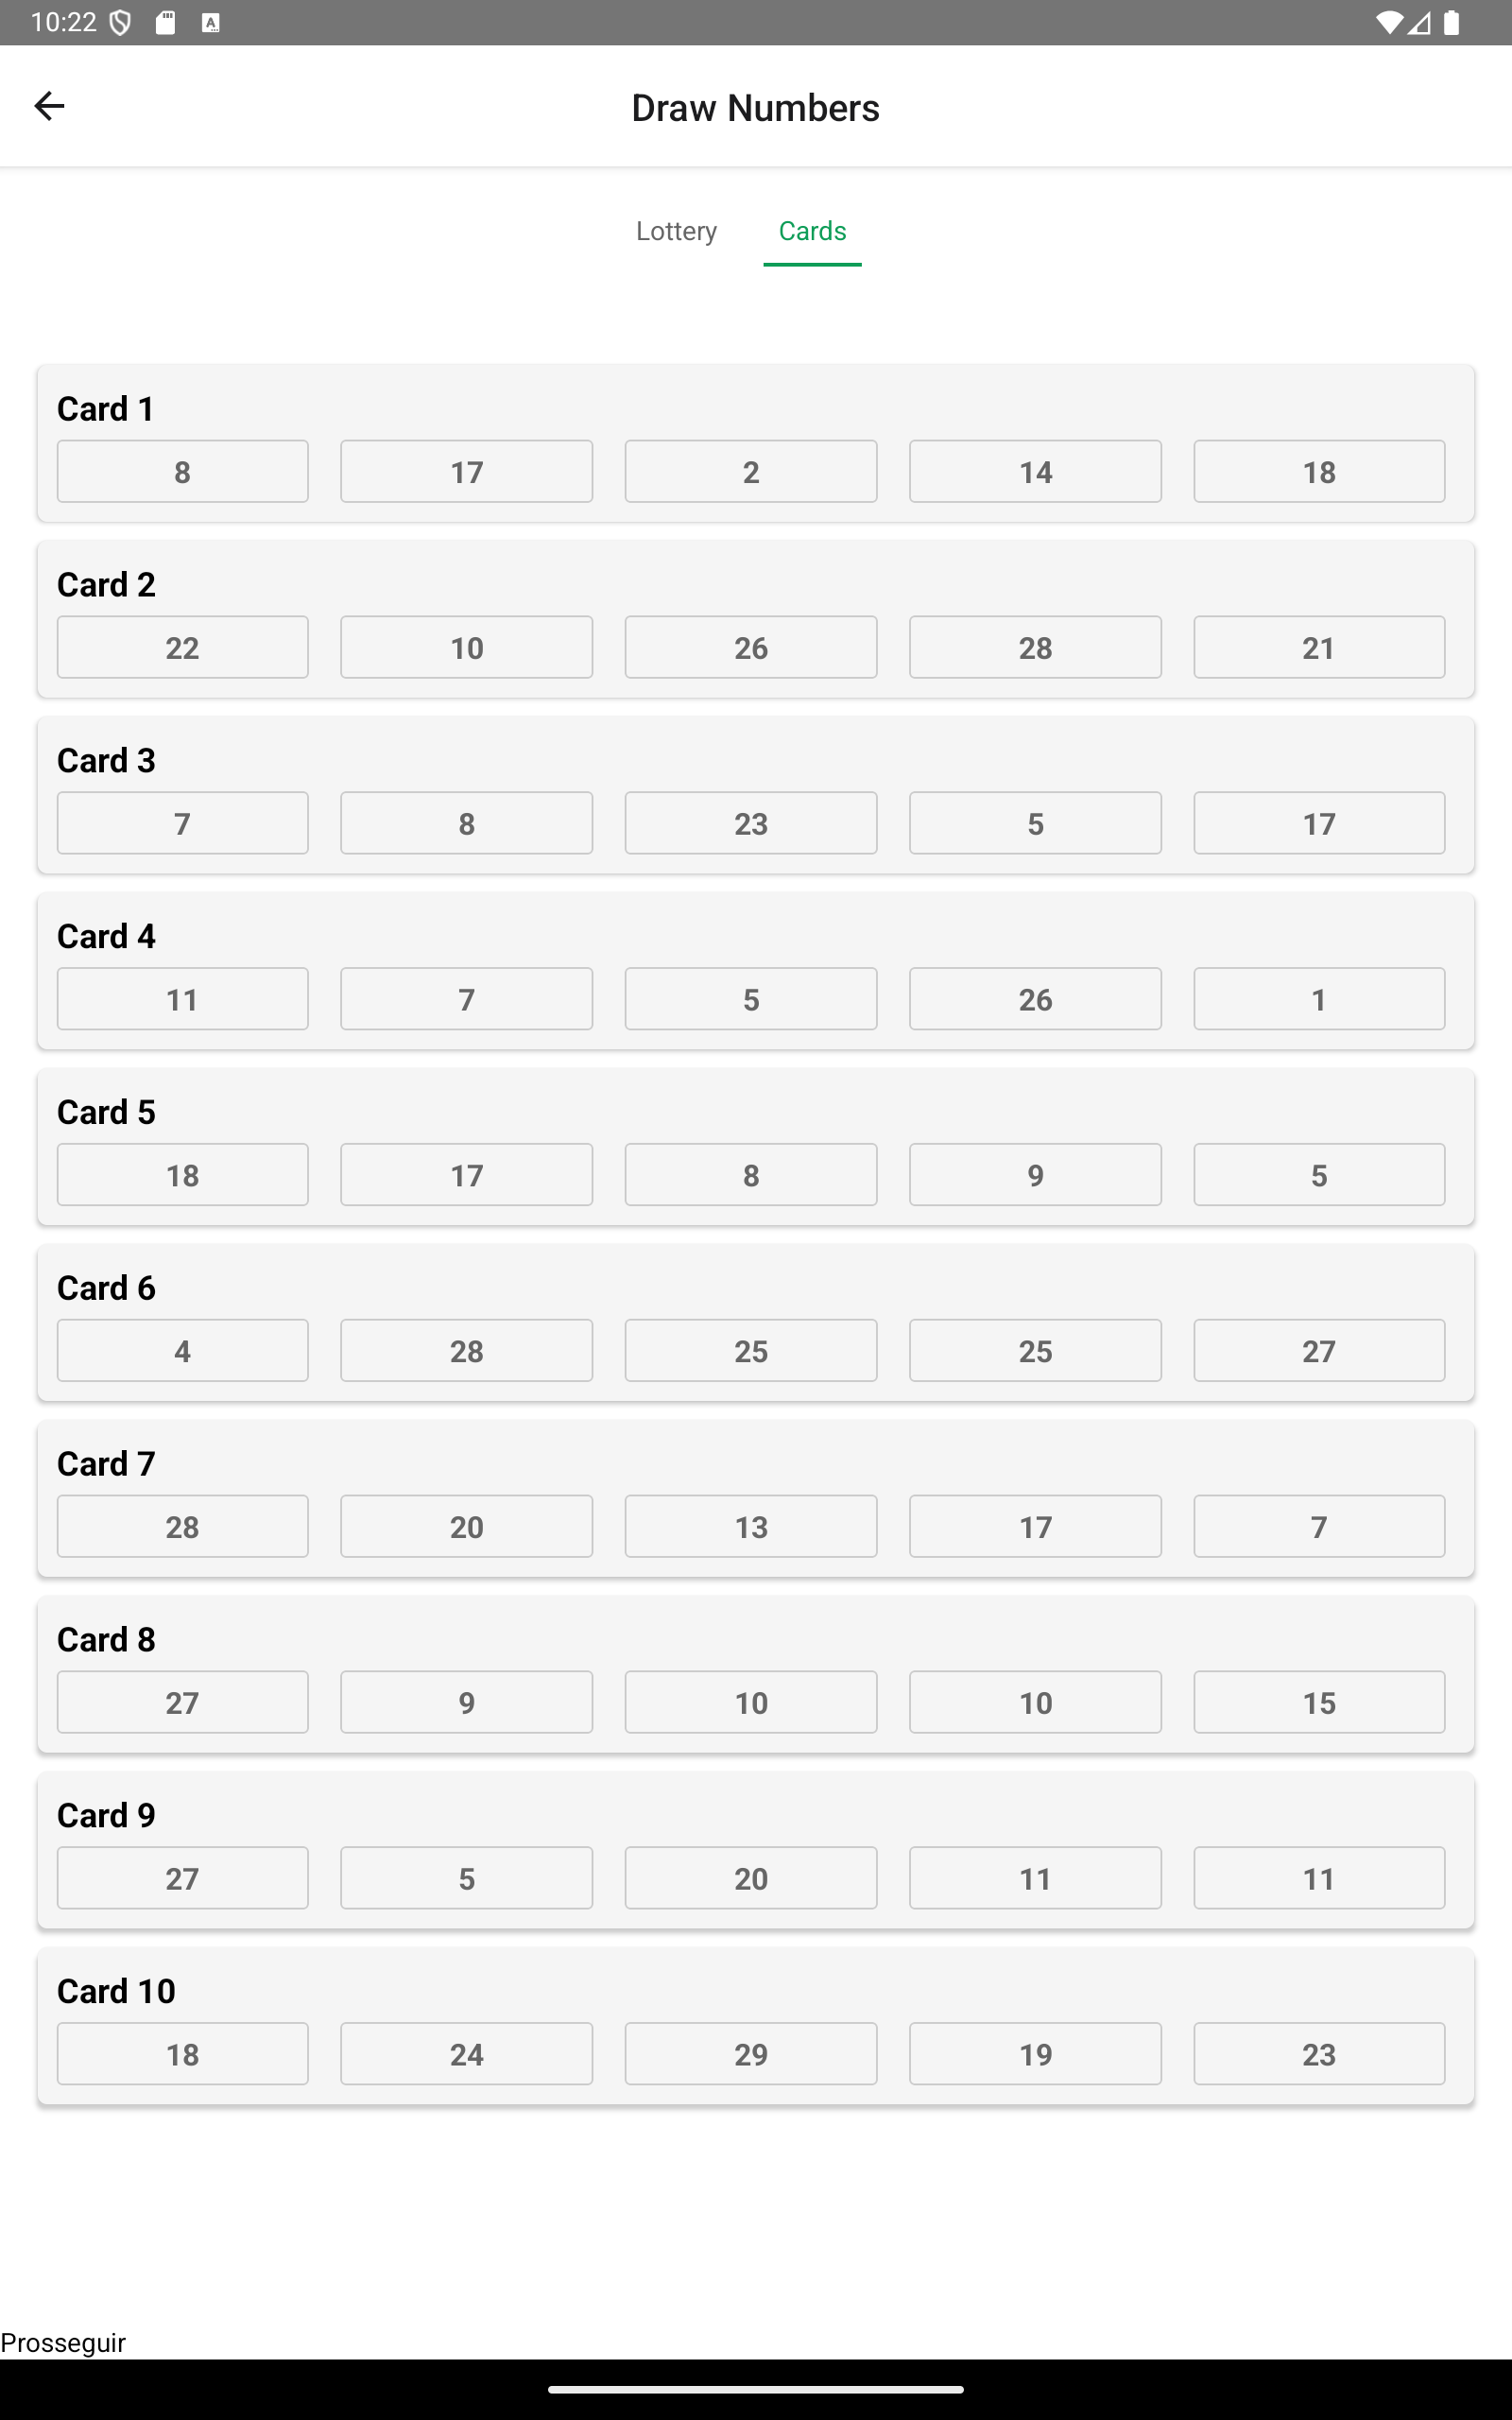 10:22
Draw Numbers
Lottery Cards
Card 1
8 17 2 14 18
Card 2
22 10 26 28 21
Card 3
7 8 23 5 17
Card 4
11 7 5 26 1
Card 5
18 17 8 9 5
Card 6
4 28 25 25 27
Card 7
28 20 13 17 7
Card 8
27 9 10 10 15
Card 9
27 5 20 11 11
Card 10
18 24 29 19 23
Prosseguir